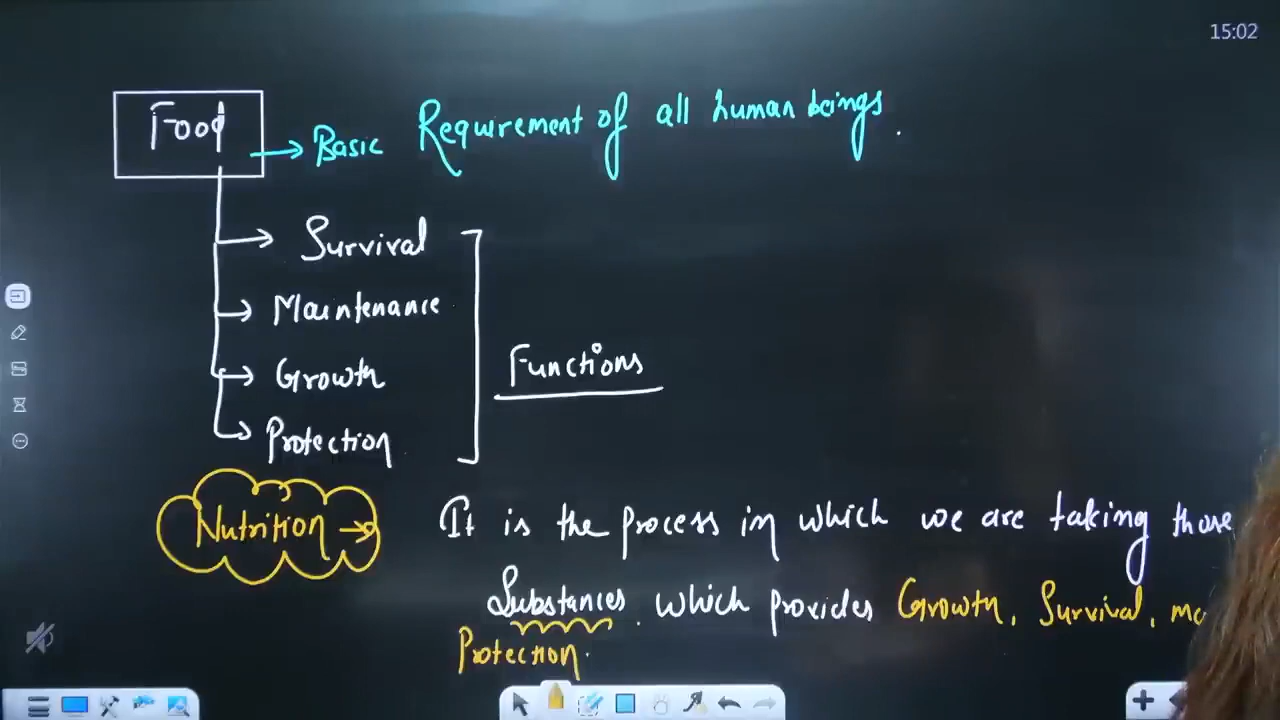 15:02
Food
→ Basic Requirement of all human beings.
→ Survival
→ Maintenance
→ Growth
→ Protection
Functions
Nutrition →
It is the process in which we are taking those
Substances which provides Growth, Survival,
Protection.